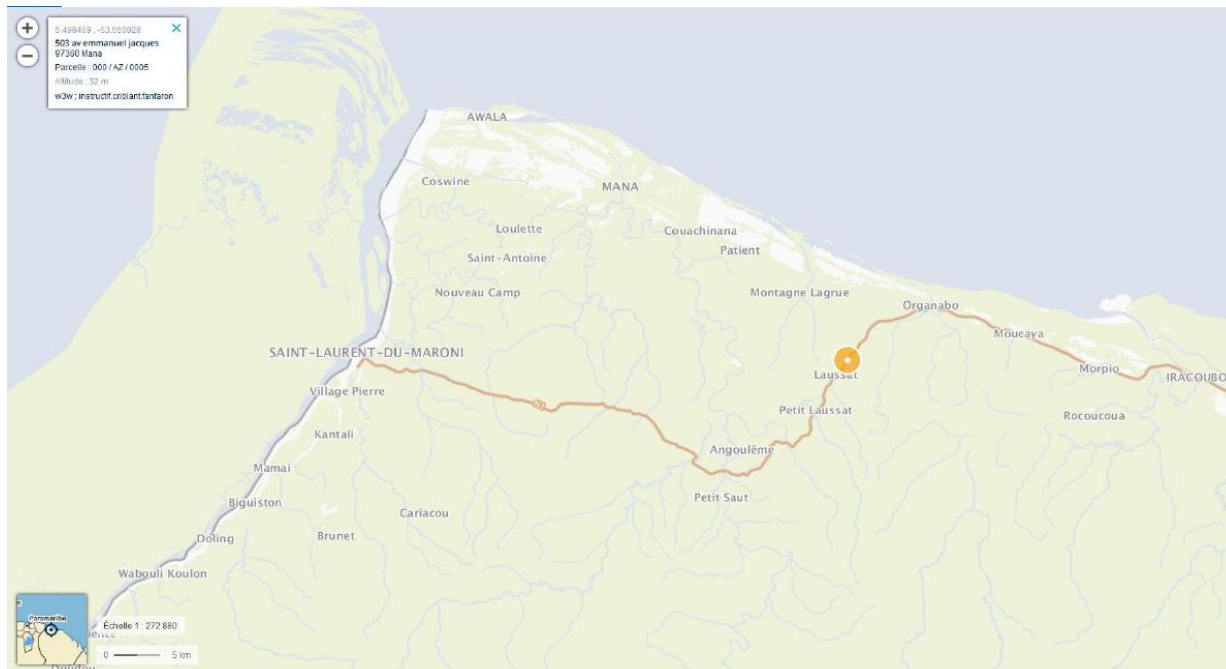 +
−
5.498469 , -53.550828
503 av emmanuel jacques
97360 Mana
Parcelle : 000 / AZ / 0005
Altitude : 32 m
w3w : instructif.criblant.fanfaron
AWALA
Coswine
MANA
Loulette
Couachinana
Saint-Antoine
Patient
Nouveau Camp
Montagne Lagrue
Organabo
Moucaya
SAINT-LAURENT-DU-MARONI
Laussat
Morpio
IRACOUBO
Village Pierre
N1
Petit Laussat
Rocoucoua
Kantali
Angoulême
Mamaï
Petit Saut
Biguiston
Cariacou
Doling
Brunet
Wabouli Koulon
Paramaribo
Échelle 1 : 272 880
0
5 km